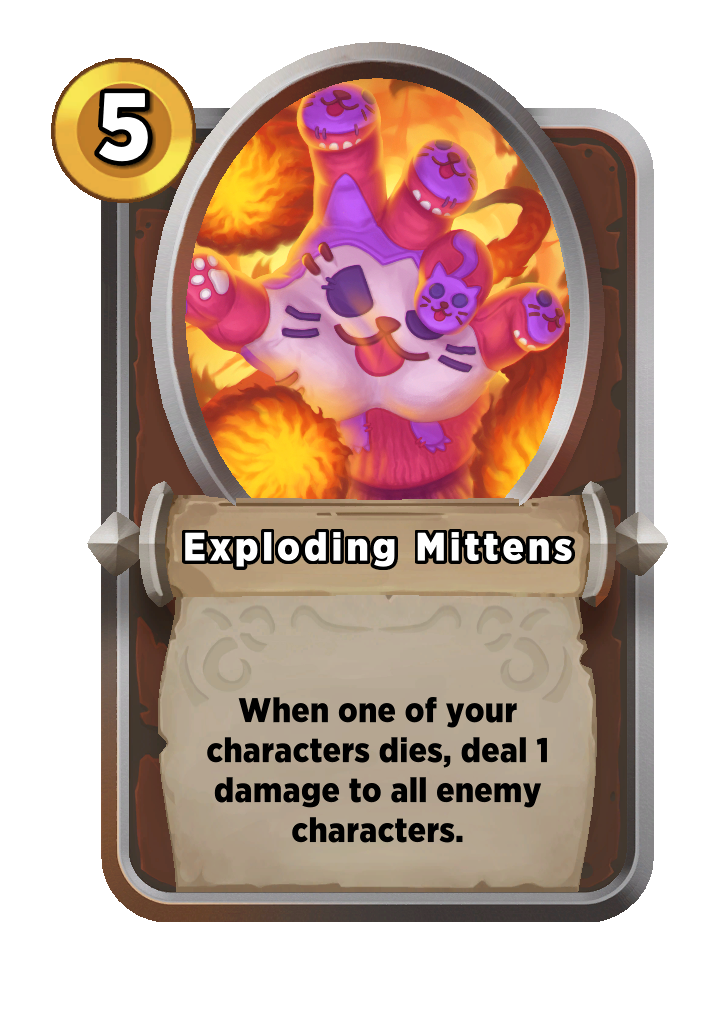 5
Exploding Mittens
When one of your
characters dies, deal 1
damage to all enemy
characters.